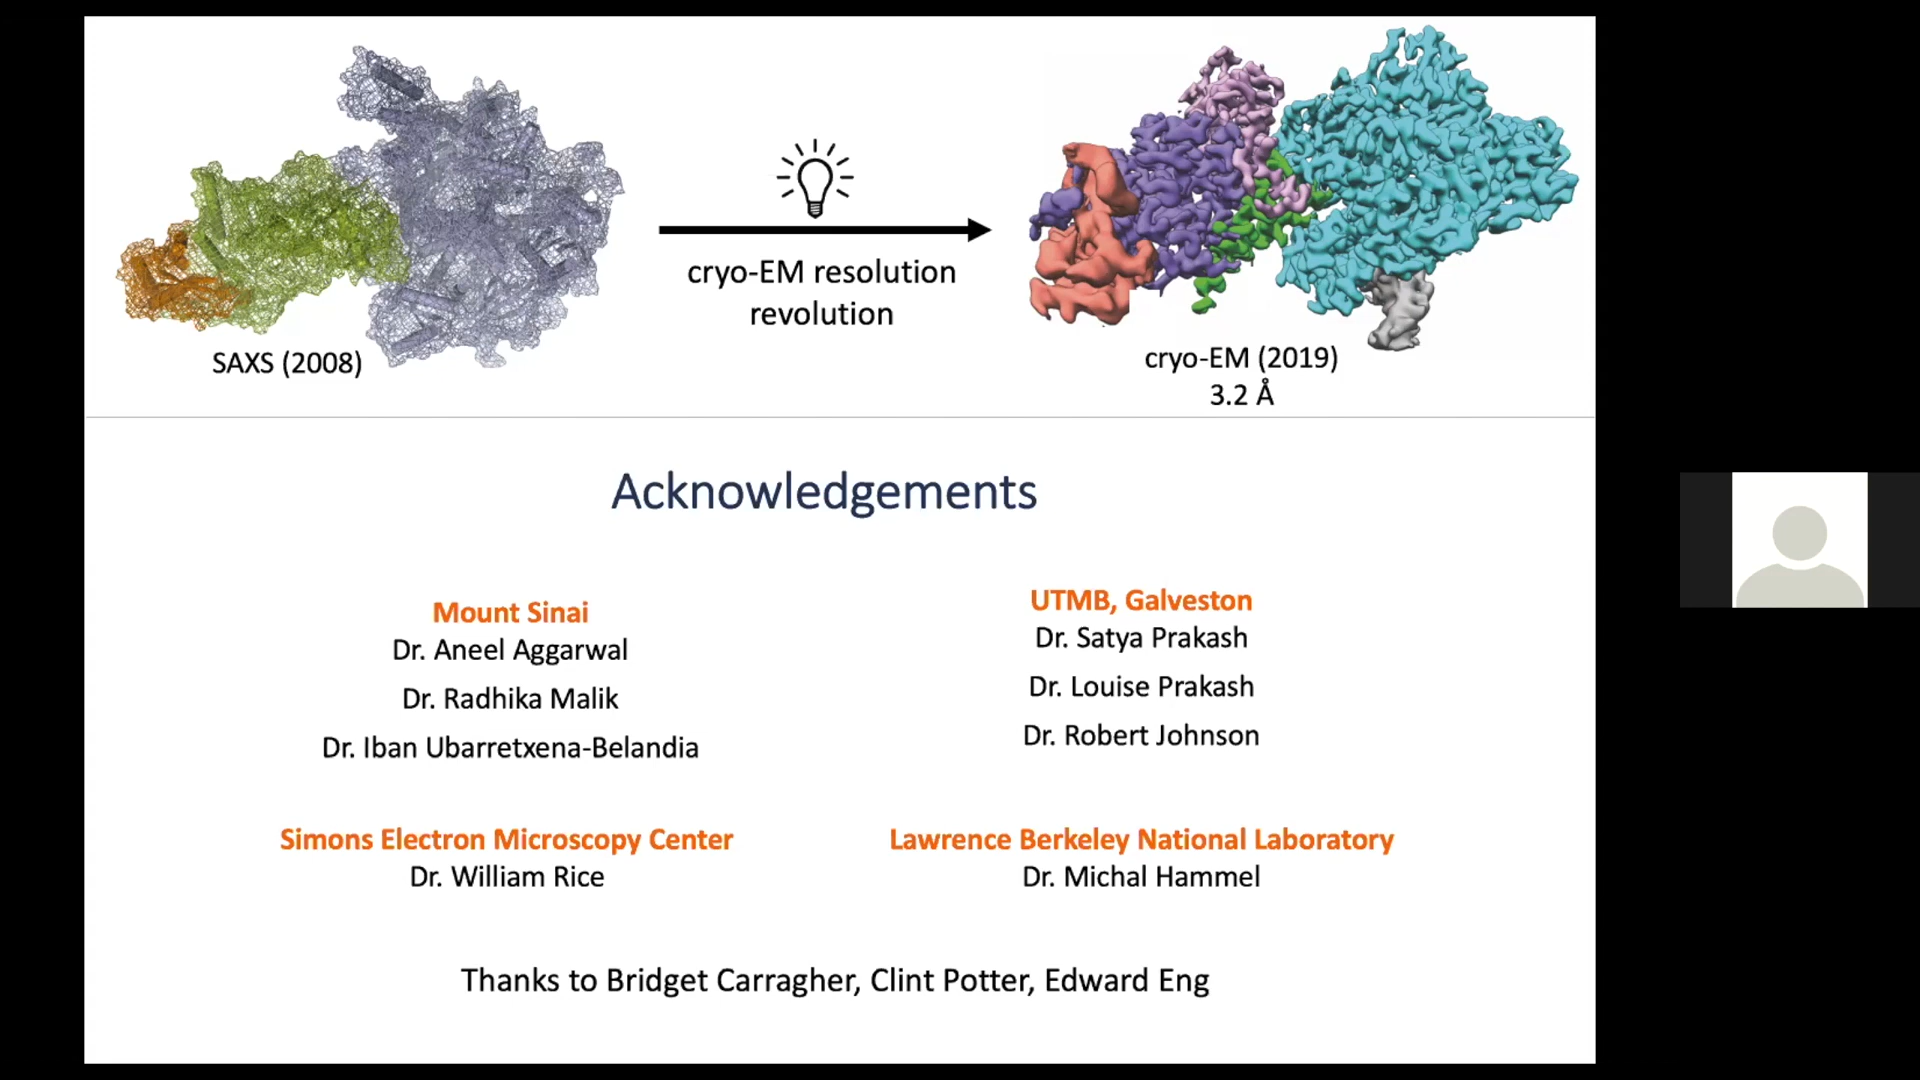 cryo-EM resolution
revolution
SAXS (2008)
cryo-EM (2019)
3.2 Å
Acknowledgements
Mount Sinai
Dr. Aneel Aggarwal
Dr. Radhika Malik
Dr. Iban Ubarretxena-Belandia
UTMB, Galveston
Dr. Satya Prakash
Dr. Louise Prakash
Dr. Robert Johnson
Simons Electron Microscopy Center
Dr. William Rice
Lawrence Berkeley National Laboratory
Dr. Michal Hammel
Thanks to Bridget Carragher, Clint Potter, Edward Eng